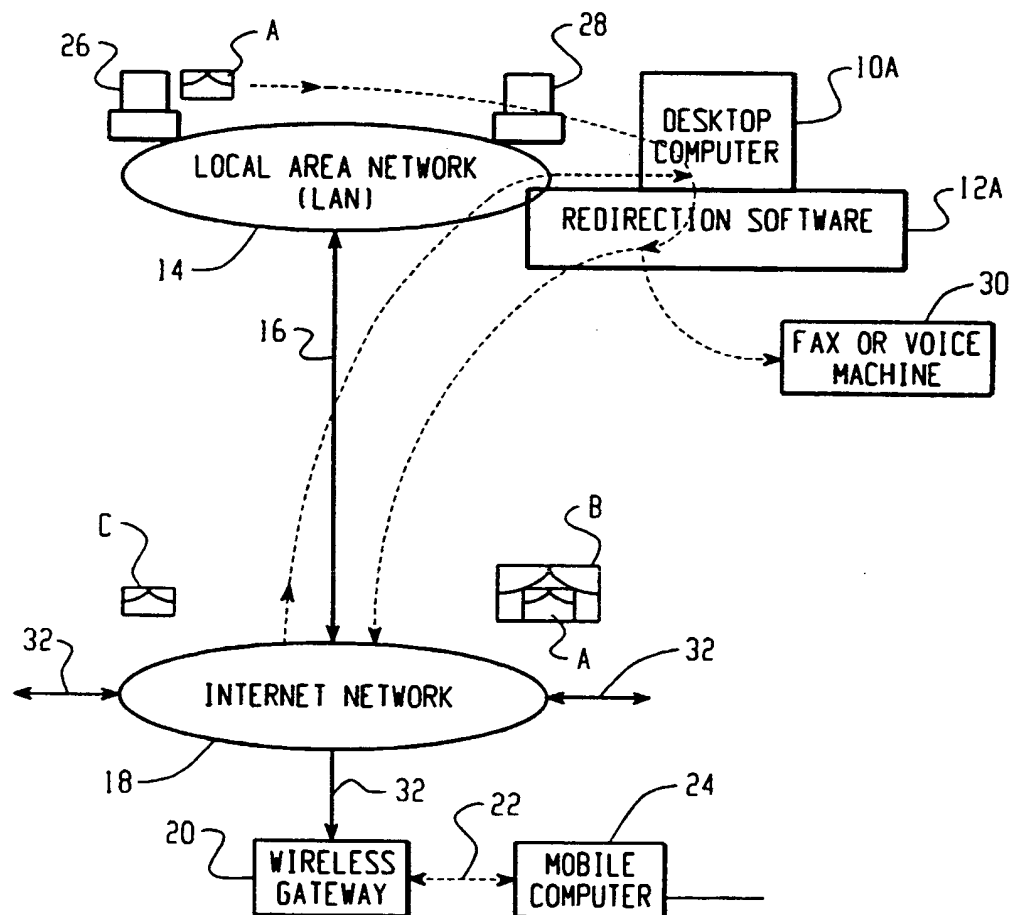 26
A
28
10A
DESKTOP
COMPUTER
LOCAL AREA NETWORK
(LAN)
12A
REDIRECTION SOFTWARE
14
30
16
FAX OR VOICE
MACHINE
C
B
A
32
32
INTERNET NETWORK
18
32
24
20
22
WIRELESS
GATEWAY
MOBILE
COMPUTER